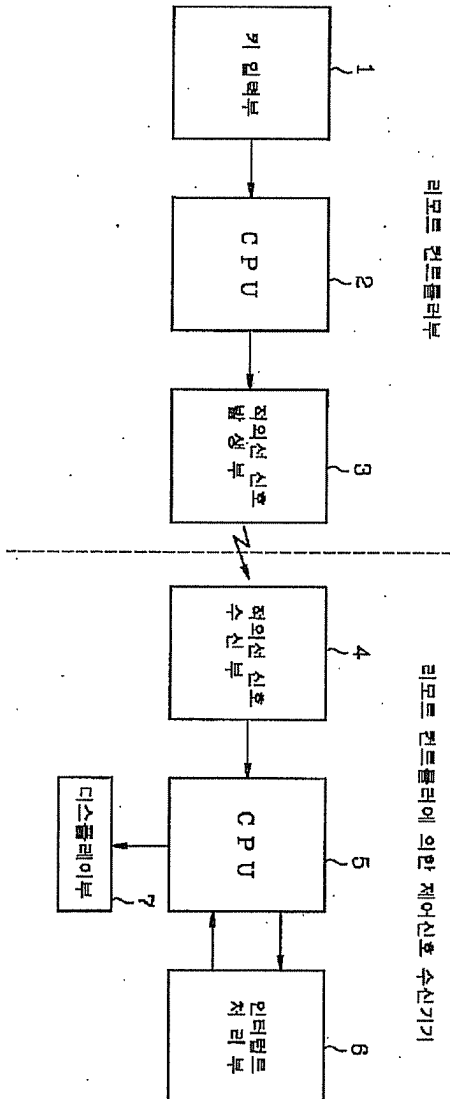 리모트 컨트롤러부
1
키 입력부
2
CPU
3
적외선 신호
발생부
리모트 컨트롤러에 의한 제어신호 수신기기
4
적외선 신호
수신부
5
CPU
6
인터럽트
처리부
7
디스플레이부